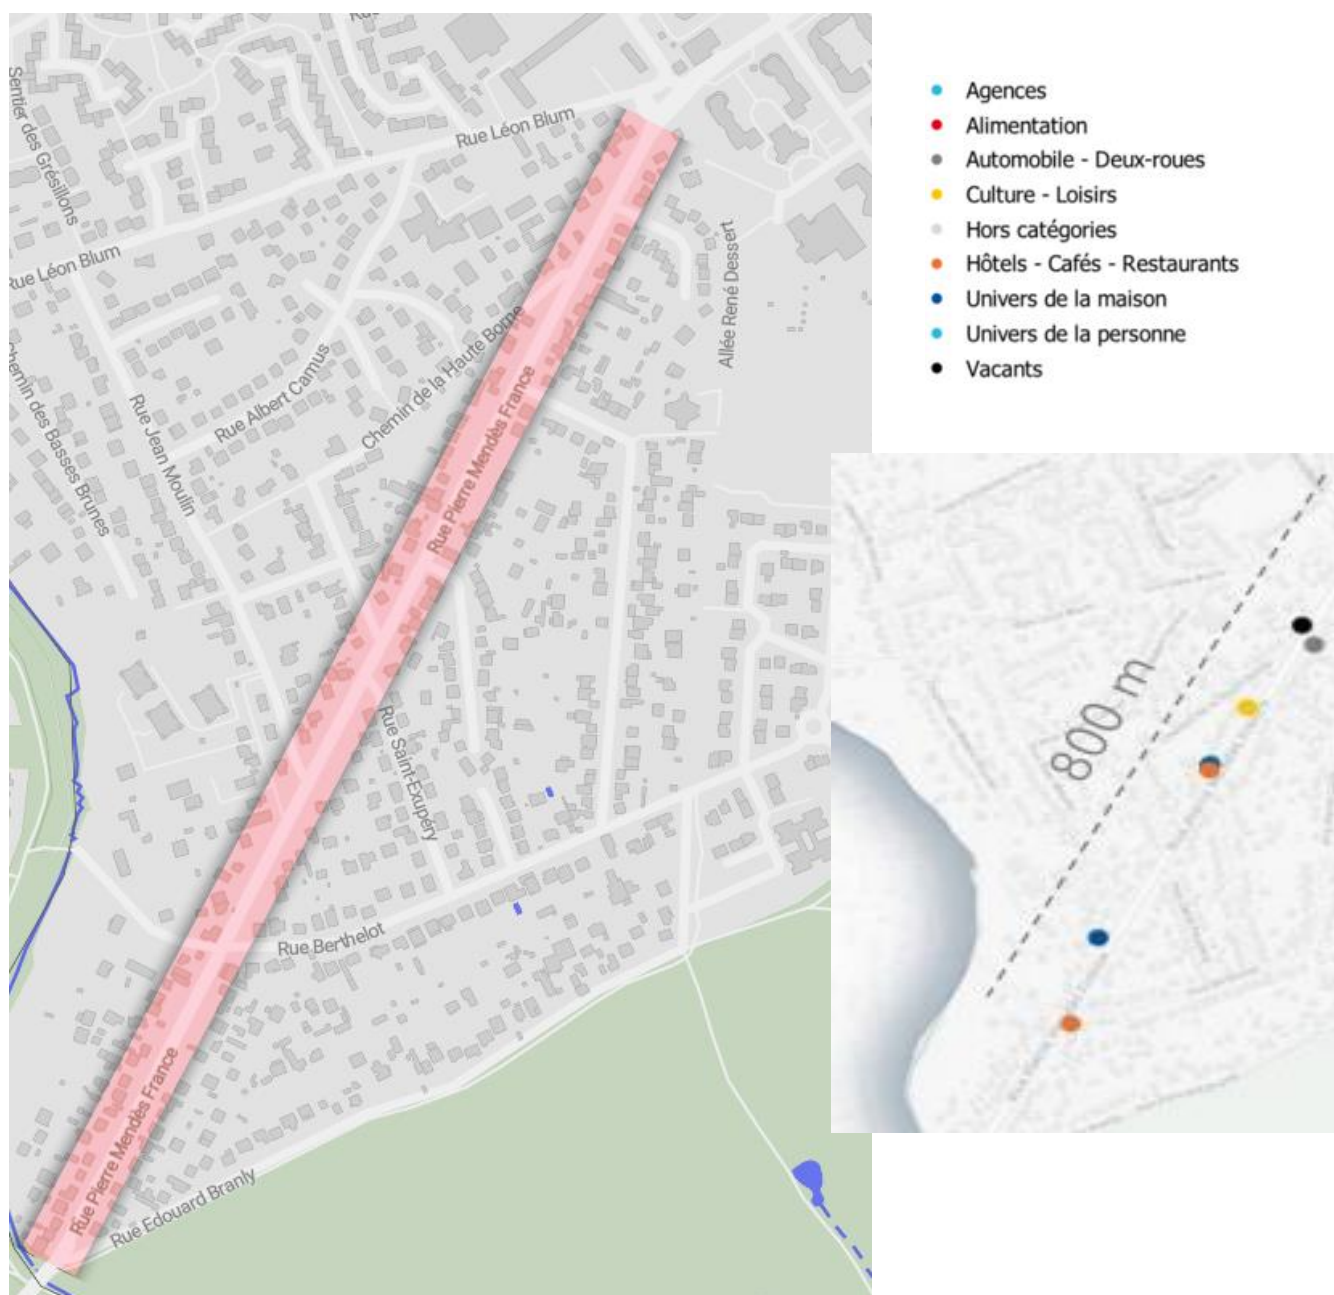 Ru
Sentier des Grésillons
Rue Léon Blum
Rue Léon Blum
Allée René Dessert
Chemin de la Haute Borne
Rue Albert Camus
Rue Jean Moulin
Chemin des Basses Brunes
Rue Pierre Mendès France
Rue Saint-Exupéry
Rue Berthelot
Rue Pierre Mendès France
Rue Edouard Branly
Agences
Alimentation
Automobile - Deux-roues
Culture - Loisirs
Hors catégories
Hôtels - Cafés - Restaurants
Univers de la maison
Univers de la personne
Vacants
800 m